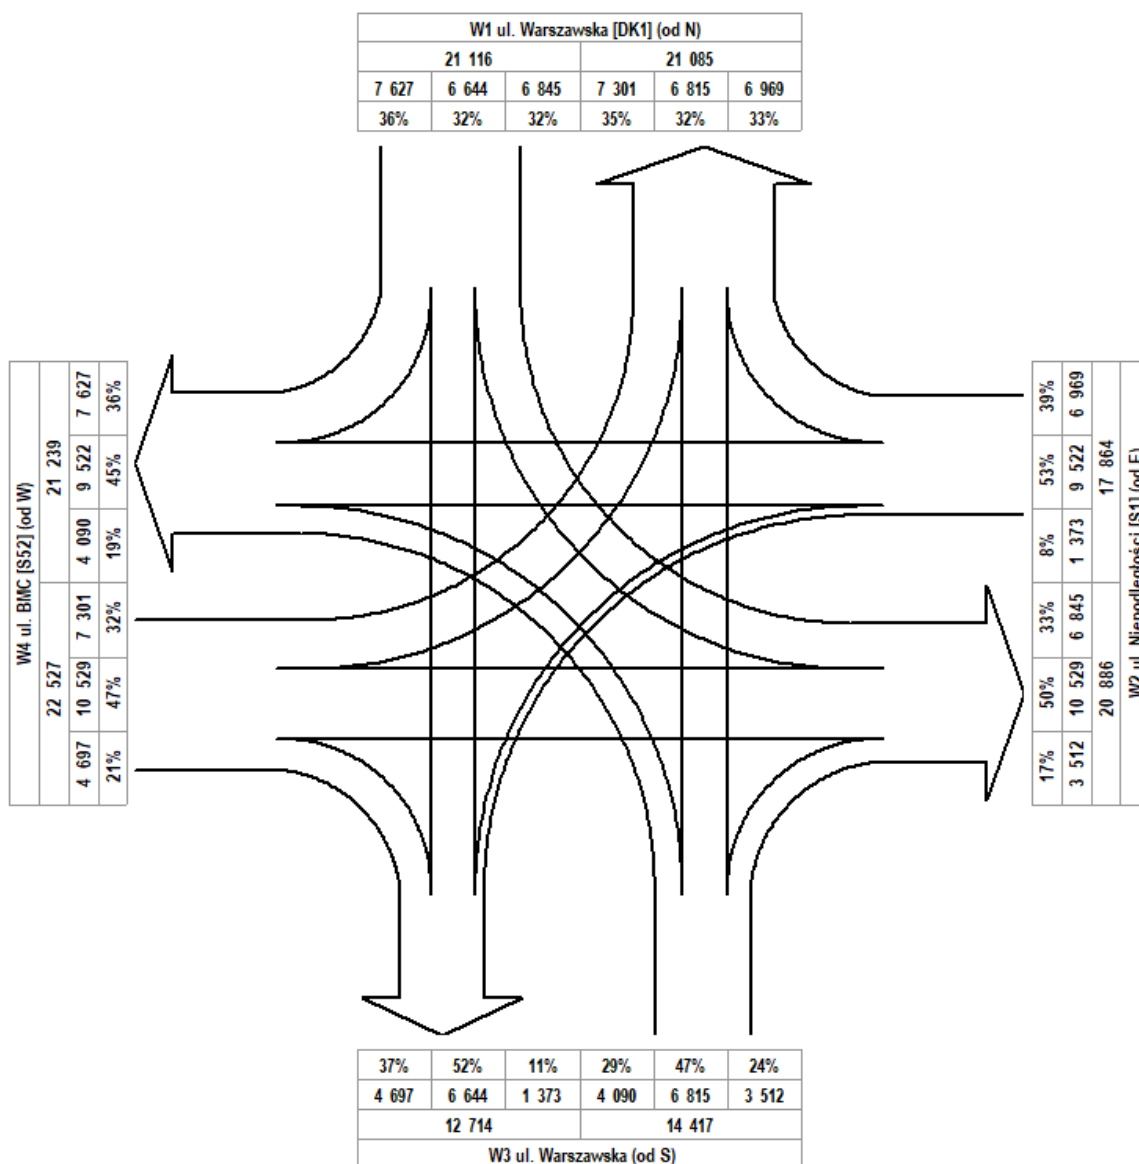 W1 ul. Warszawska [DK1] (od N)
21 116 21 085
7 627 6 644 6 845 7 301 6 815 6 969
36% 32% 32% 35% 32% 33%
W4 ul. BMC [S52] (od W)
22 527 21 239
4 697 10 529 7 301 4 090 9 522 7 627
21% 47% 32% 19% 45% 36%
17% 50% 33% 8% 53% 39%
3 512 10 529 6 845 1 373 9 522 6 969
20 886 17 864
W2 ul. Niepodległości [S1] (od E)
37% 52% 11% 29% 47% 24%
4 697 6 644 1 373 4 090 6 815 3 512
12 714 14 417
W3 ul. Warszawska (od S)